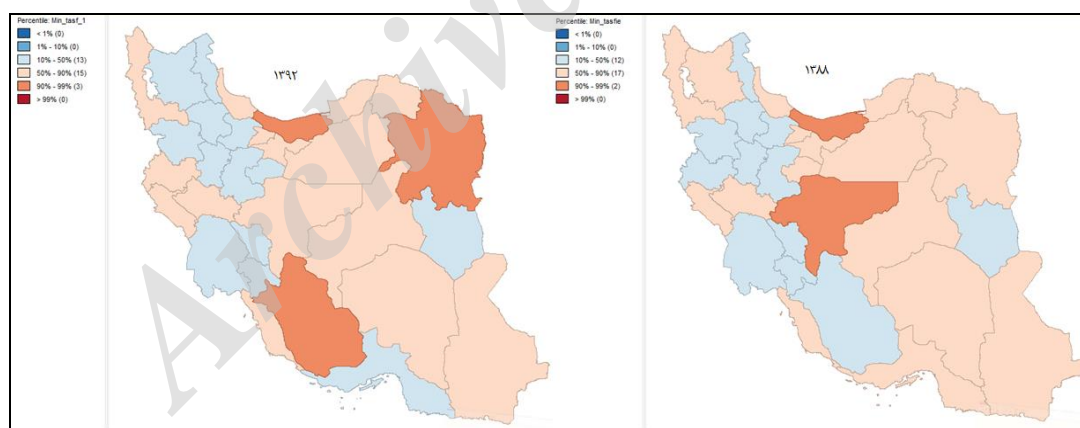 Percentile: Min_tasf_1
< 1% (0)
1% - 10% (0)
10% - 50% (13)
50% - 90% (15)
90% - 99% (3)
> 99% (0)
۱۳۹۲
Percentile: Min_tasfie
< 1% (0)
1% - 10% (0)
10% - 50% (12)
50% - 90% (17)
90% - 99% (2)
> 99% (0)
۱۳۸۸
Archive